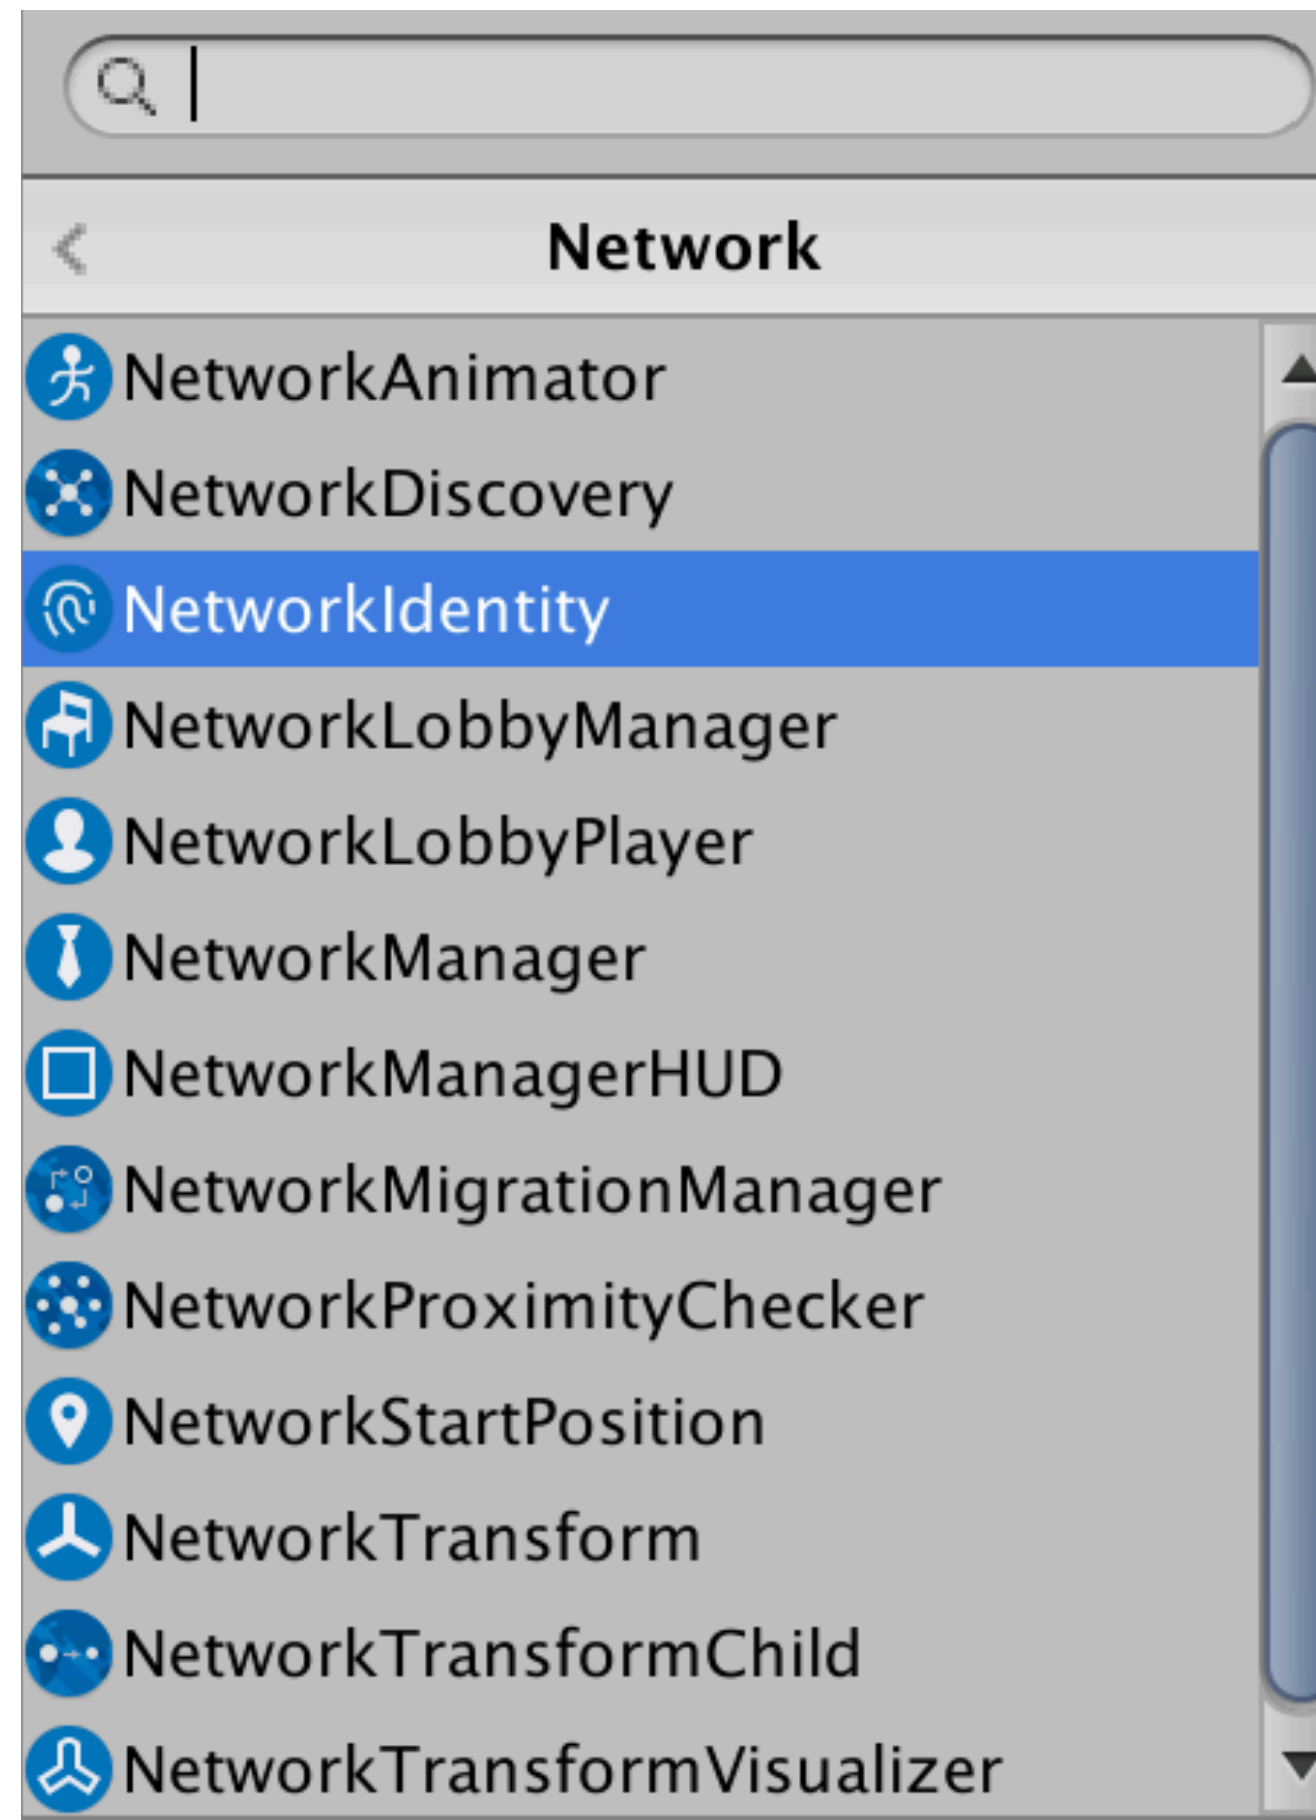 Network
NetworkAnimator
NetworkDiscovery
NetworkIdentity
NetworkLobbyManager
NetworkLobbyPlayer
NetworkManager
NetworkManagerHUD
NetworkMigrationManager
NetworkProximityChecker
NetworkStartPosition
NetworkTransform
NetworkTransformChild
NetworkTransformVisualizer